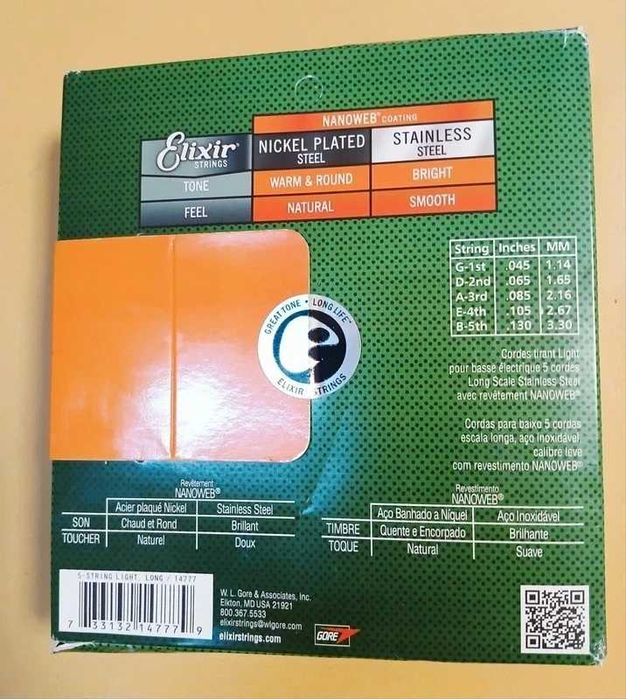 NANOWEB® COATING
Elixir® STRINGS
NICKEL PLATED STEEL
STAINLESS STEEL
TONE WARM & ROUND BRIGHT
FEEL NATURAL SMOOTH
String Inches MM
G-1st .045 1.14
D-2nd .065 1.65
A-3rd .085 2.16
E-4th .105 2.67
B-5th .130 3.30
GREAT TONE • LONG LIFE
ELIXIR STRINGS
Cordes tirant Light
pour basse électrique 5 cordes
Long Scale Stainless Steel
avec revêtement NANOWEB®
Cordas para baixo 5 cordas
escala longa, aço inoxidável,
calibre leve
com revestimento NANOWEB®
Revêtement
NANOWEB®
Acier plaqué Nickel Stainless Steel
SON Chaud et Rond Brillant
TOUCHER Naturel Doux
Revestimento
NANOWEB®
Aço Banhado a Níquel Aço Inoxidável
TIMBRE Quente e Encorpado Brilhante
TOQUE Natural Suave
5-STRING LIGHT, LONG / 14777
7 33132 14777 9
W. L. Gore & Associates, Inc.
Elkton, MD USA 21921
800.367.5533
elixirstrings@wlgore.com
elixirstrings.com
GORE